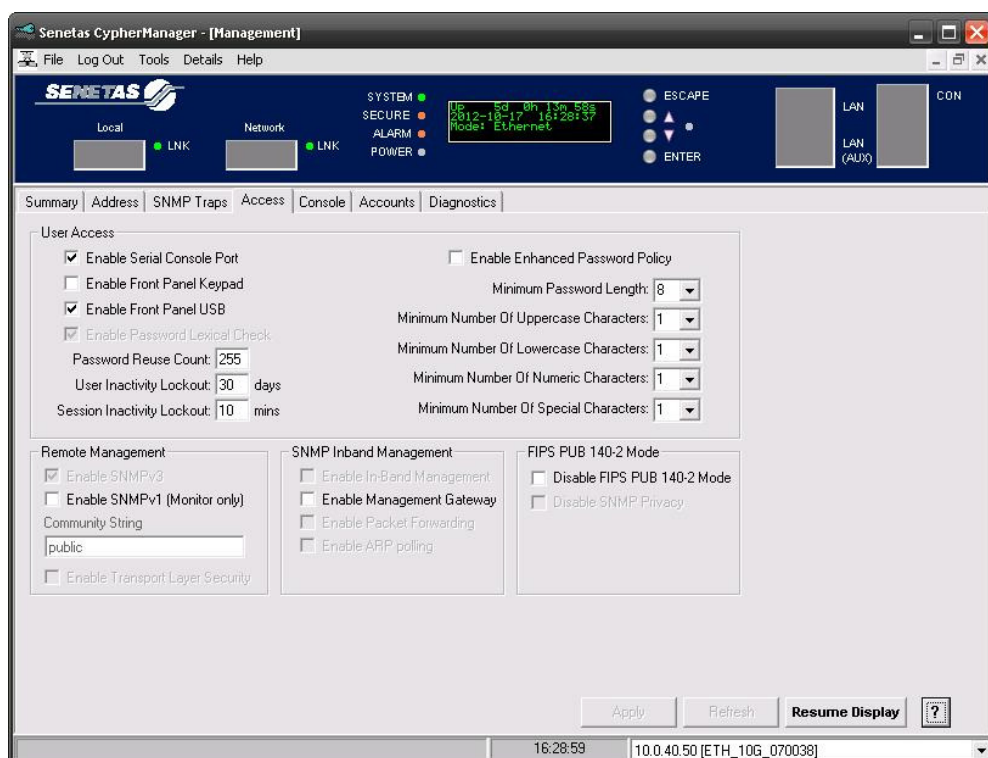 Senetas CypherManager - [Management]
File Log Out Tools Details Help
SENETAS
Local
LNK
Network
LNK
SYSTEM
SECURE
ALARM
POWER
Up 5d 0h 13m 58s
2012-10-17 16:28:37
Mode: Ethernet
ESCAPE
ENTER
LAN
LAN
(AUX)
CON
Summary Address SNMP Traps Access Console Accounts Diagnostics
User Access
Enable Serial Console Port
Enable Front Panel Keypad
Enable Front Panel USB
Enable Password Lexical Check
Password Reuse Count: 255
User Inactivity Lockout: 30 days
Session Inactivity Lockout: 10 mins
Enable Enhanced Password Policy
Minimum Password Length: 8
Minimum Number Of Uppercase Characters: 1
Minimum Number Of Lowercase Characters: 1
Minimum Number Of Numeric Characters: 1
Minimum Number Of Special Characters: 1
Remote Management
Enable SNMPv3
Enable SNMPv1 (Monitor only)
Community String
public
Enable Transport Layer Security
SNMP Inband Management
Enable In-Band Management
Enable Management Gateway
Enable Packet Forwarding
Enable ARP polling
FIPS PUB 140-2 Mode
Disable FIPS PUB 140-2 Mode
Disable SNMP Privacy
Apply Refresh Resume Display ?
16:28:59 10.0.40.50 [ETH_10G_070038]